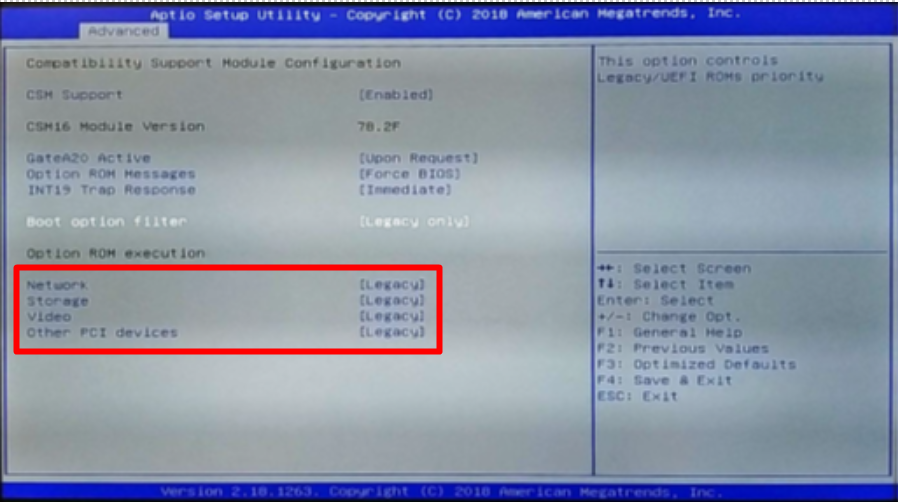 Aptio Setup Utility - Copyright (C) 2018 American Megatrends, Inc.
Advanced
Compatibility Support Module Configuration
CSM Support [Enabled]
CSM16 Module Version 78.2F
GateA20 Active [Upon Request]
Option ROM Messages [Force BIOS]
INT19 Trap Response [Immediate]
Boot option filter [Legacy only]
Option ROM execution
Network [Legacy]
Storage [Legacy]
Video [Legacy]
Other PCI devices [Legacy]
This option controls
Legacy/UEFI ROMs priority
→←: Select Screen
↑↓: Select Item
Enter: Select
+/-: Change Opt.
F1: General Help
F2: Previous Values
F3: Optimized Defaults
F4: Save & Exit
ESC: Exit
Version 2.18.1263. Copyright (C) 2018 American Megatrends, Inc.